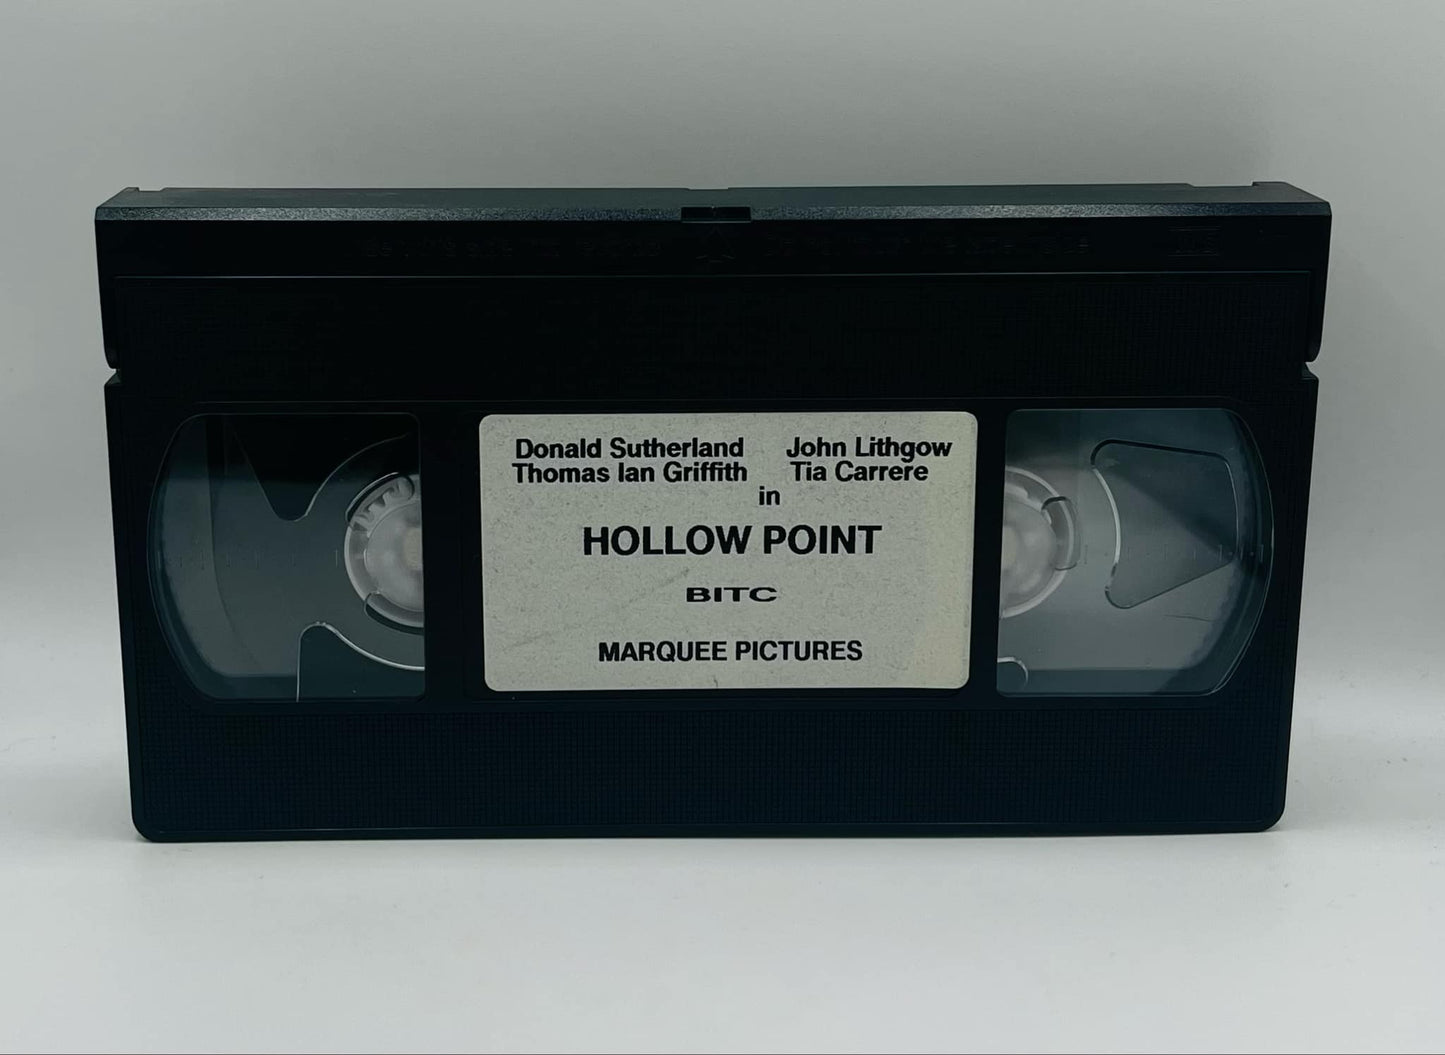 Donald Sutherland John Lithgow
Thomas Ian Griffith Tia Carrere
in
HOLLOW POINT
BITC
MARQUEE PICTURES